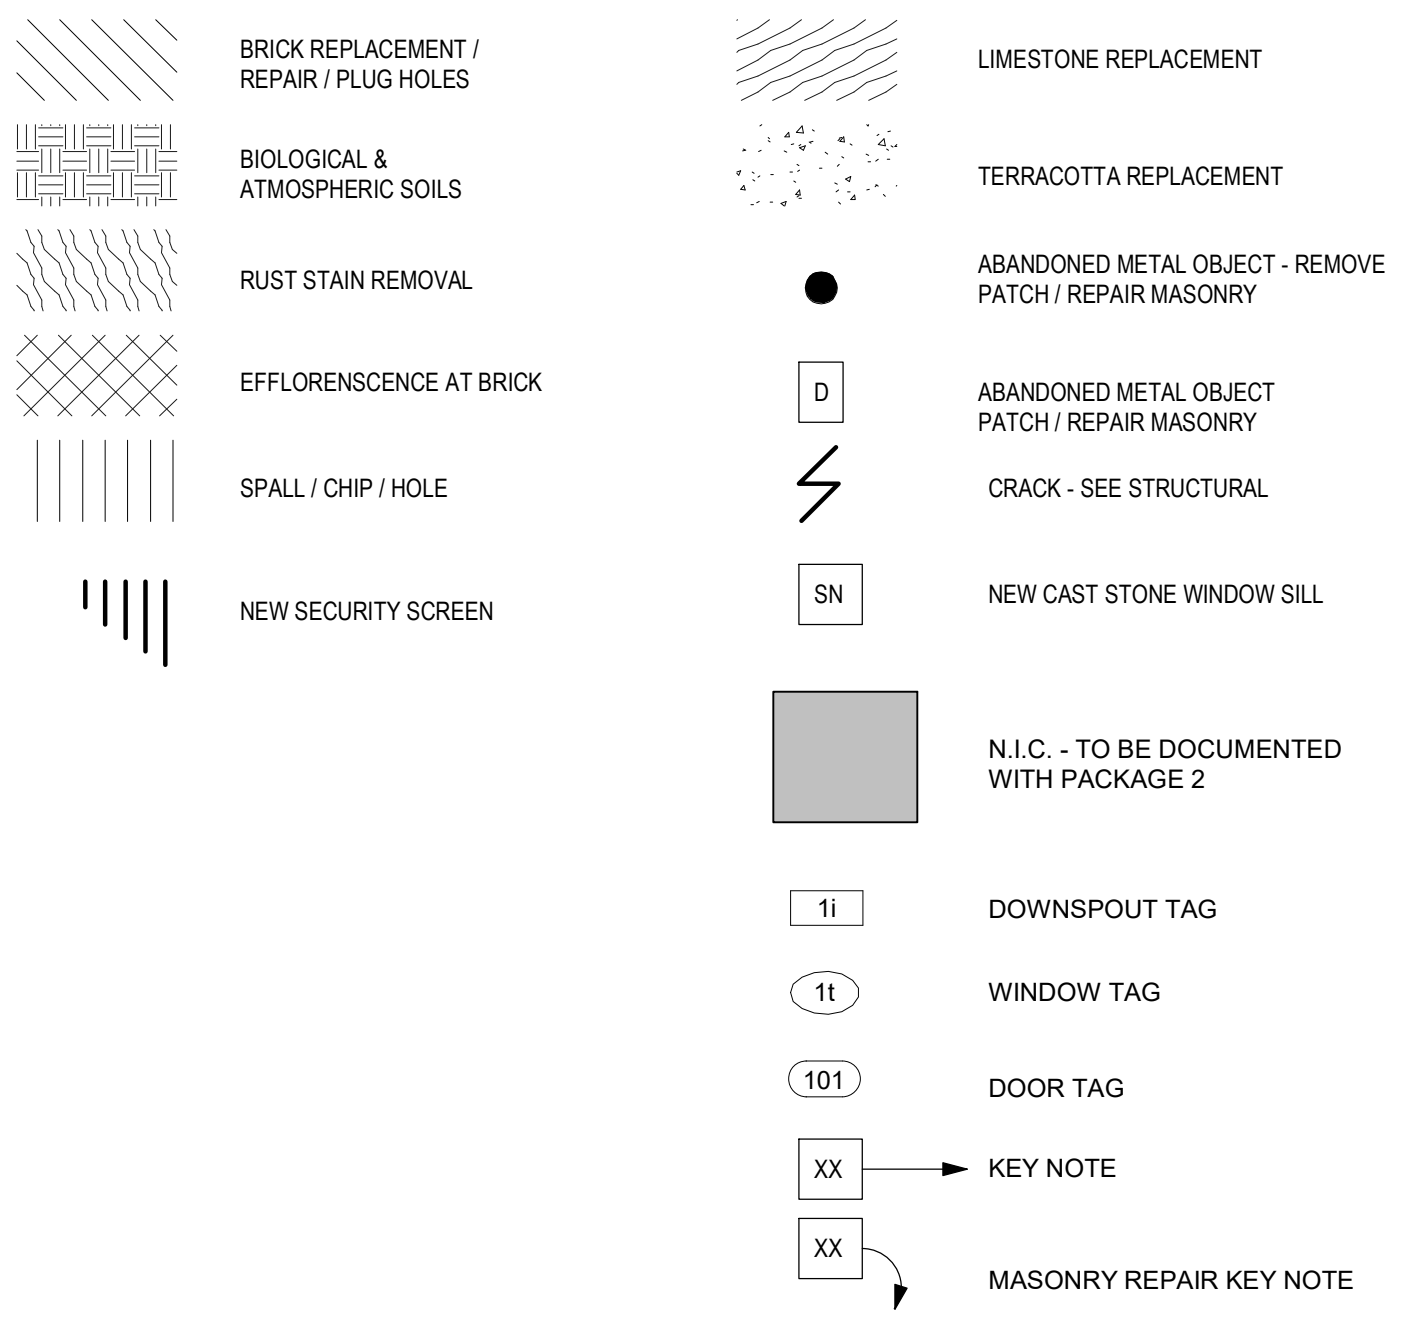 BRICK REPLACEMENT /
REPAIR / PLUG HOLES
BIOLOGICAL &
ATMOSPHERIC SOILS
RUST STAIN REMOVAL
EFFLORENSCENCE AT BRICK
SPALL / CHIP / HOLE
NEW SECURITY SCREEN
LIMESTONE REPLACEMENT
TERRACOTTA REPLACEMENT
ABANDONED METAL OBJECT - REMOVE
PATCH / REPAIR MASONRY
D
ABANDONED METAL OBJECT
PATCH / REPAIR MASONRY
CRACK - SEE STRUCTURAL
SN
NEW CAST STONE WINDOW SILL
N.I.C. - TO BE DOCUMENTED
WITH PACKAGE 2
1i
DOWNSPOUT TAG
1t
WINDOW TAG
101
DOOR TAG
XX
KEY NOTE
XX
MASONRY REPAIR KEY NOTE